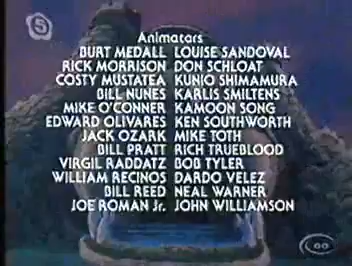 5
Animators
BURT MEDALL LOUISE SANDOVAL
RICK MORRISON DON SCHLOAT
COSTY MUSTATEA KUNIO SHIMAMURA
BILL NUNES KARLIS SMILTENS
MIKE O'CONNER KAMOON SONG
EDWARD OLIVARES KEN SOUTHWORTH
JACK OZARK MIKE TOTH
BILL PRATT RICH TRUEBLOOD
VIRGIL RADDATZ BOB TYLER
WILLIAM RECINOS DARDO VELEZ
BILL REED NEAL WARNER
JOE ROMAN Jr. JOHN WILLIAMSON